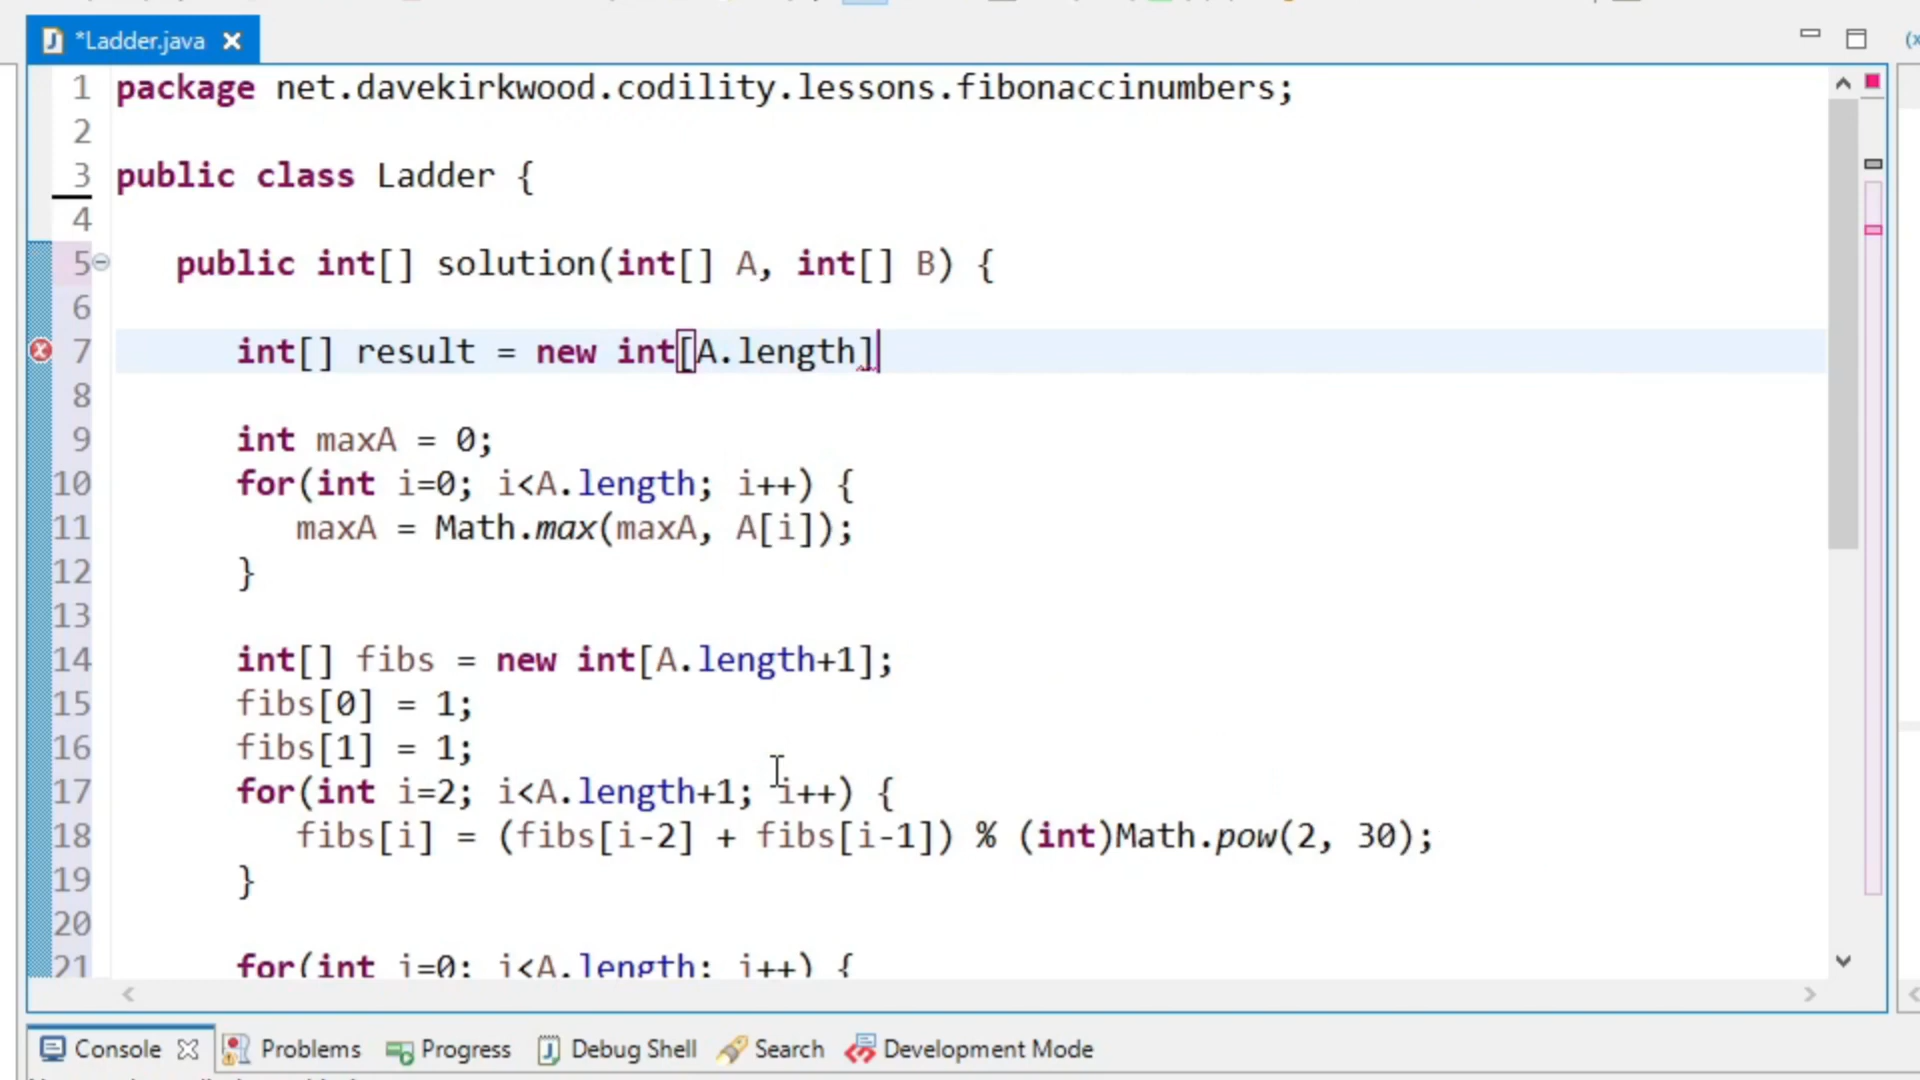 *Ladder.java
1 package net.davekirkwood.codility.lessons.fibonaccinumbers;
2
3 public class Ladder {
4
5 public int[] solution(int[] A, int[] B) {
6
7 int[] result = new int[A.length]
8
9 int maxA = 0;
10 for(int i=0; i<A.length; i++) {
11 maxA = Math.max(maxA, A[i]);
12 }
13
14 int[] fibs = new int[A.length+1];
15 fibs[0] = 1;
16 fibs[1] = 1;
17 for(int i=2; i<A.length+1; i++) {
18 fibs[i] = (fibs[i-2] + fibs[i-1]) % (int)Math.pow(2, 30);
19 }
20
21 for(int i=0; i<A.length; i++) {
Console Problems Progress Debug Shell Search Development Mode